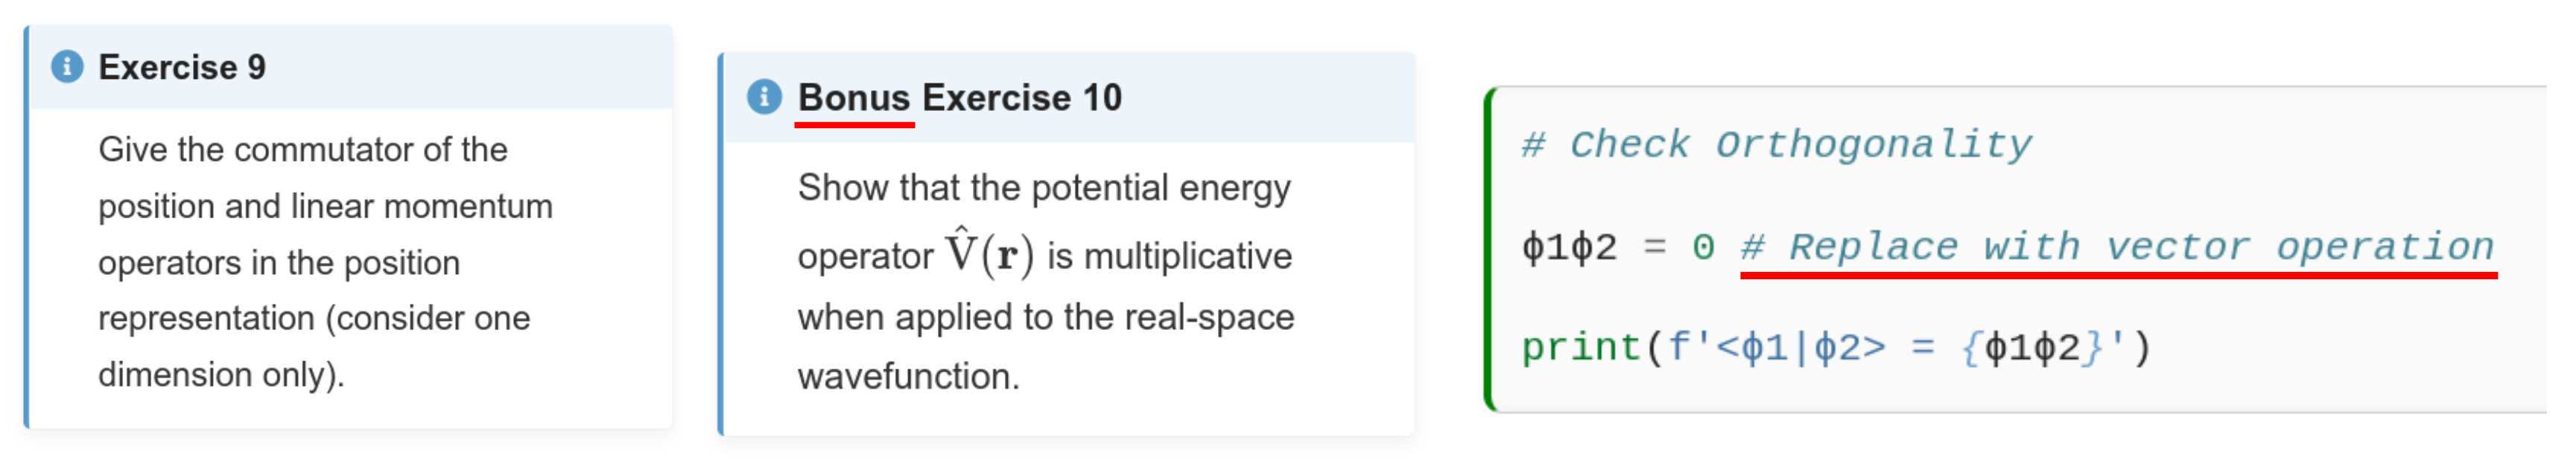 Exercise 9
Give the commutator of the
position and linear momentum
operators in the position
representation (consider one
dimension only).
Bonus Exercise 10
Show that the potential energy
operator V̂(𝐫) is multiplicative
when applied to the real-space
wavefunction.
# Check Orthogonality
ϕ1ϕ2 = 0 # Replace with vector operation
print(f'<ϕ1|ϕ2> = {ϕ1ϕ2}')